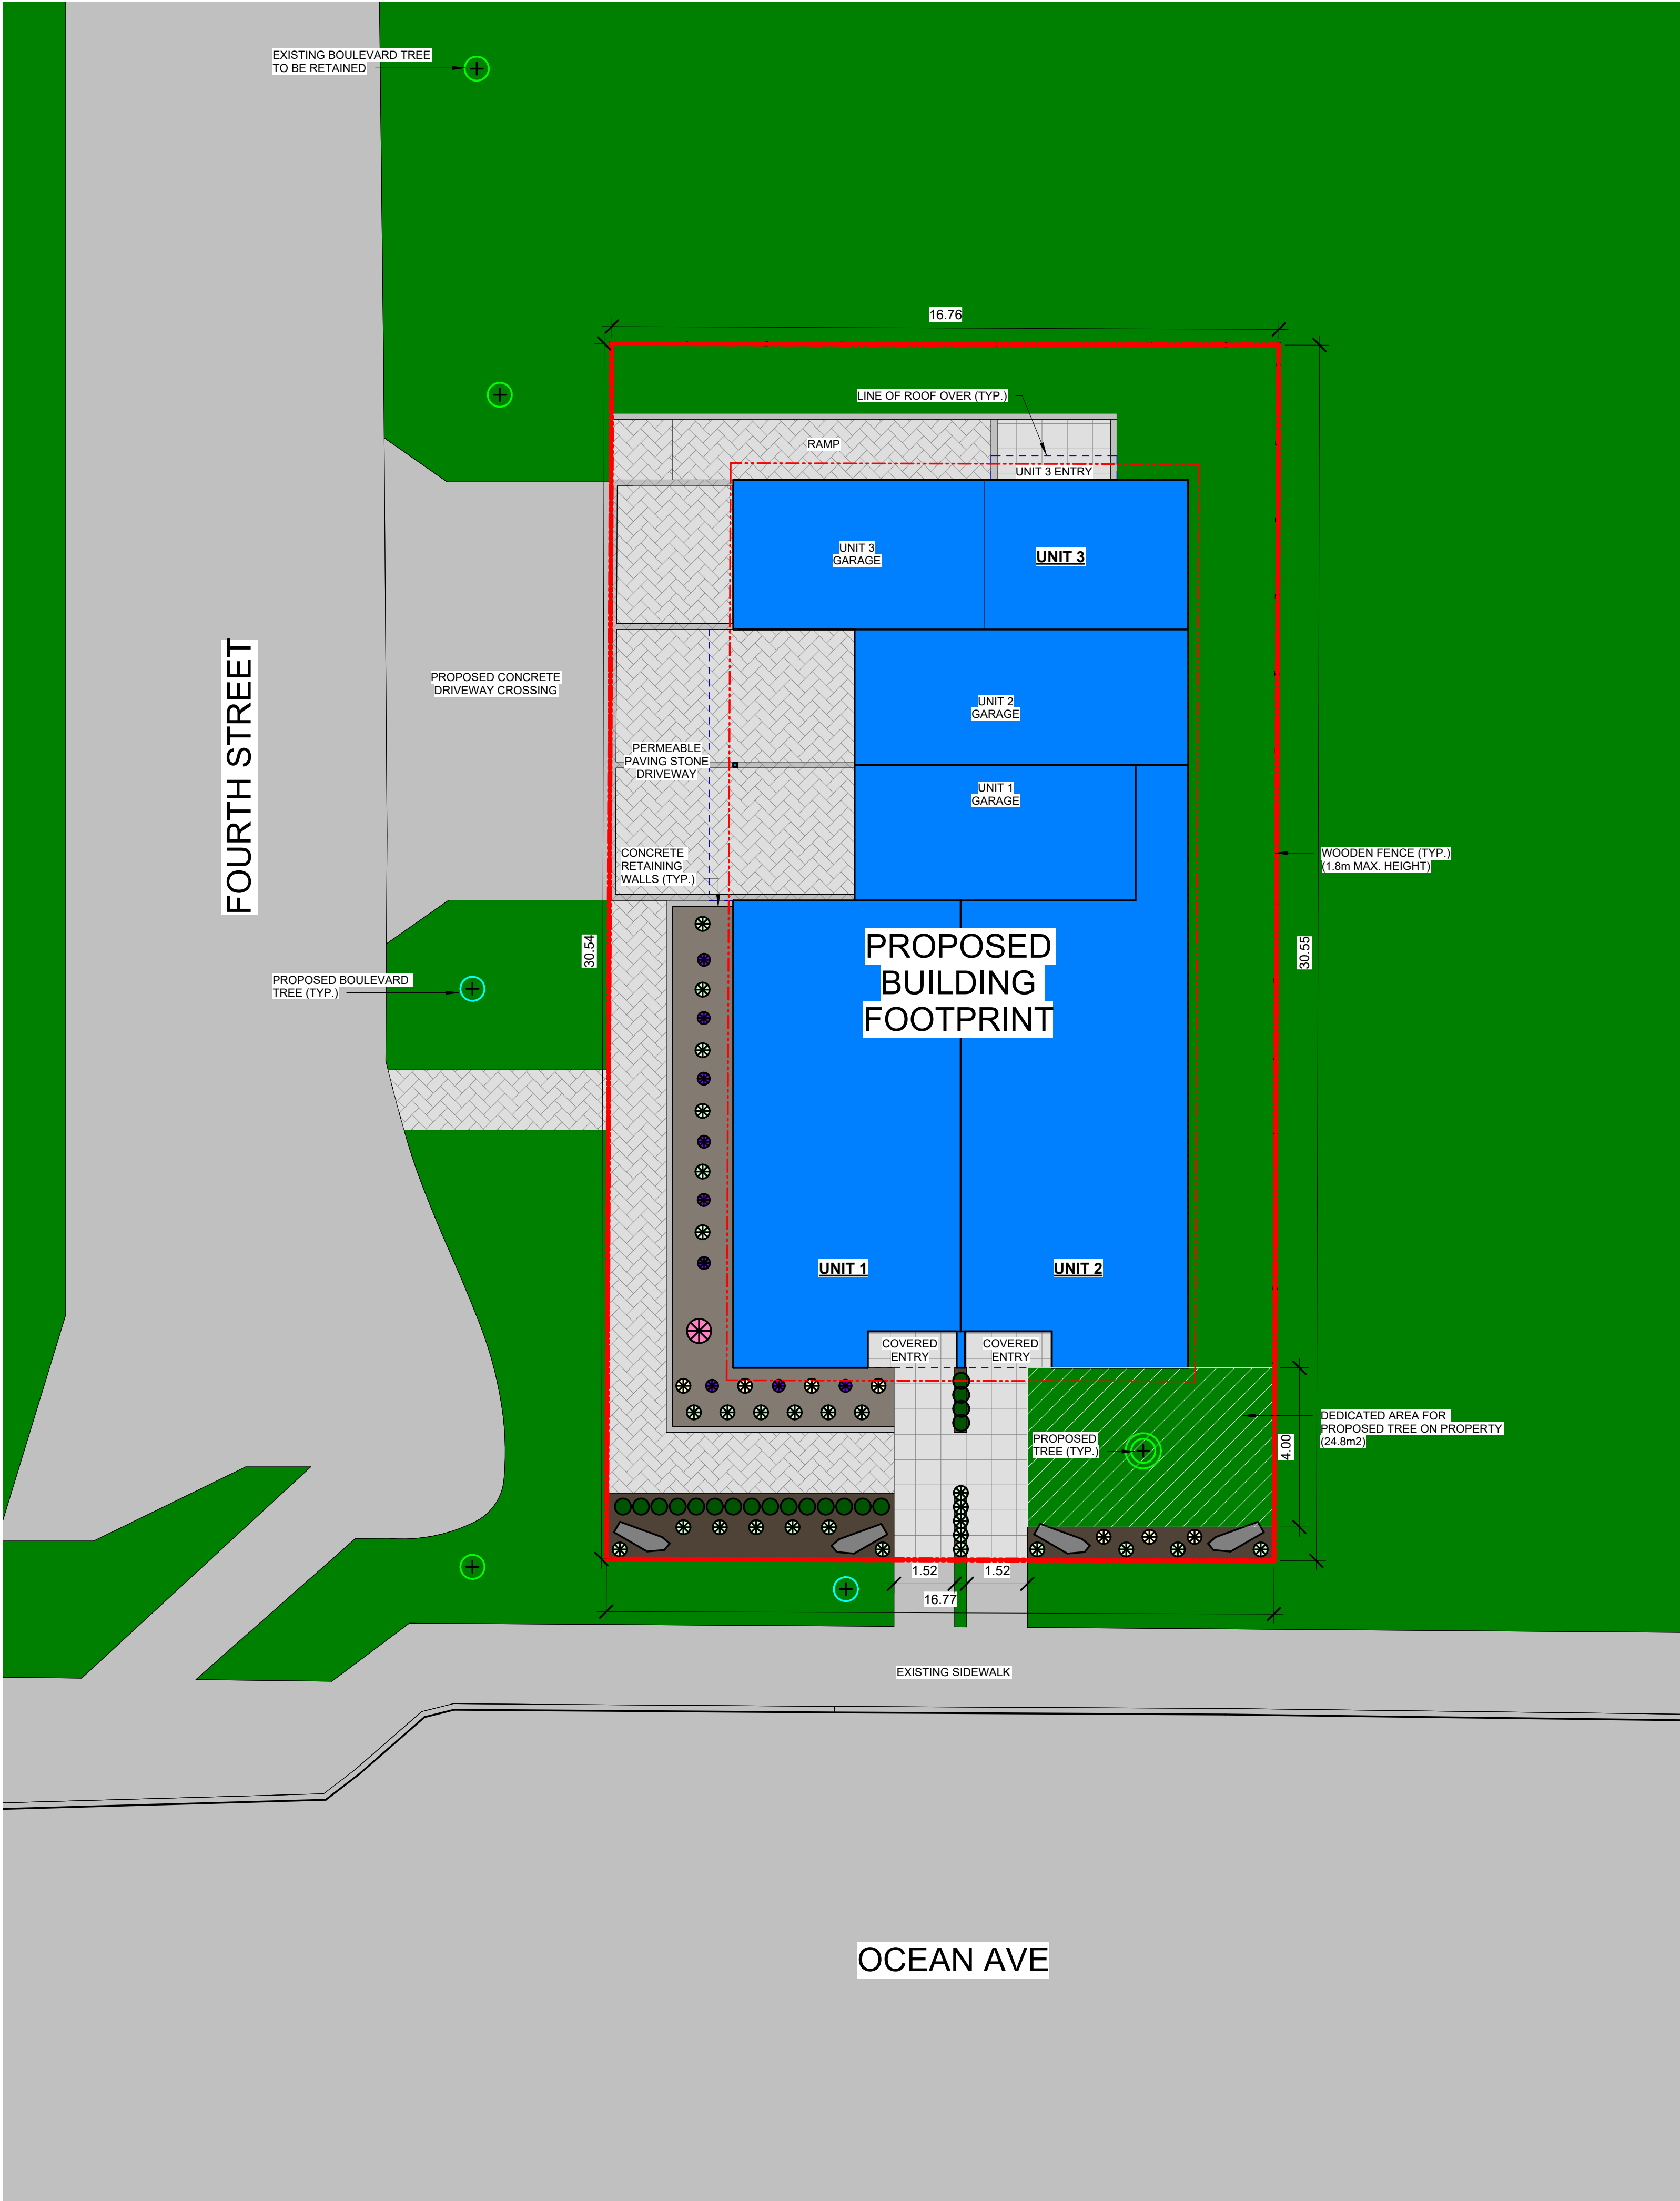 EXISTING BOULEVARD TREE
TO BE RETAINED
16.76
LINE OF ROOF OVER (TYP.)
RAMP
UNIT 3 ENTRY
UNIT 3
GARAGE
UNIT 3
FOURTH STREET
PROPOSED CONCRETE
DRIVEWAY CROSSING
UNIT 2
GARAGE
PERMEABLE
PAVING STONE
DRIVEWAY
UNIT 1
GARAGE
CONCRETE
RETAINING
WALLS (TYP.)
WOODEN FENCE (TYP.)
(1.8m MAX. HEIGHT)
30.54
PROPOSED
BUILDING
FOOTPRINT
30.55
PROPOSED BOULEVARD
TREE (TYP.)
UNIT 1
UNIT 2
COVERED
ENTRY
COVERED
ENTRY
DEDICATED AREA FOR
PROPOSED TREE ON PROPERTY
(24.8m2)
PROPOSED
TREE (TYP.)
4.00
1.52
1.52
16.77
EXISTING SIDEWALK
OCEAN AVE